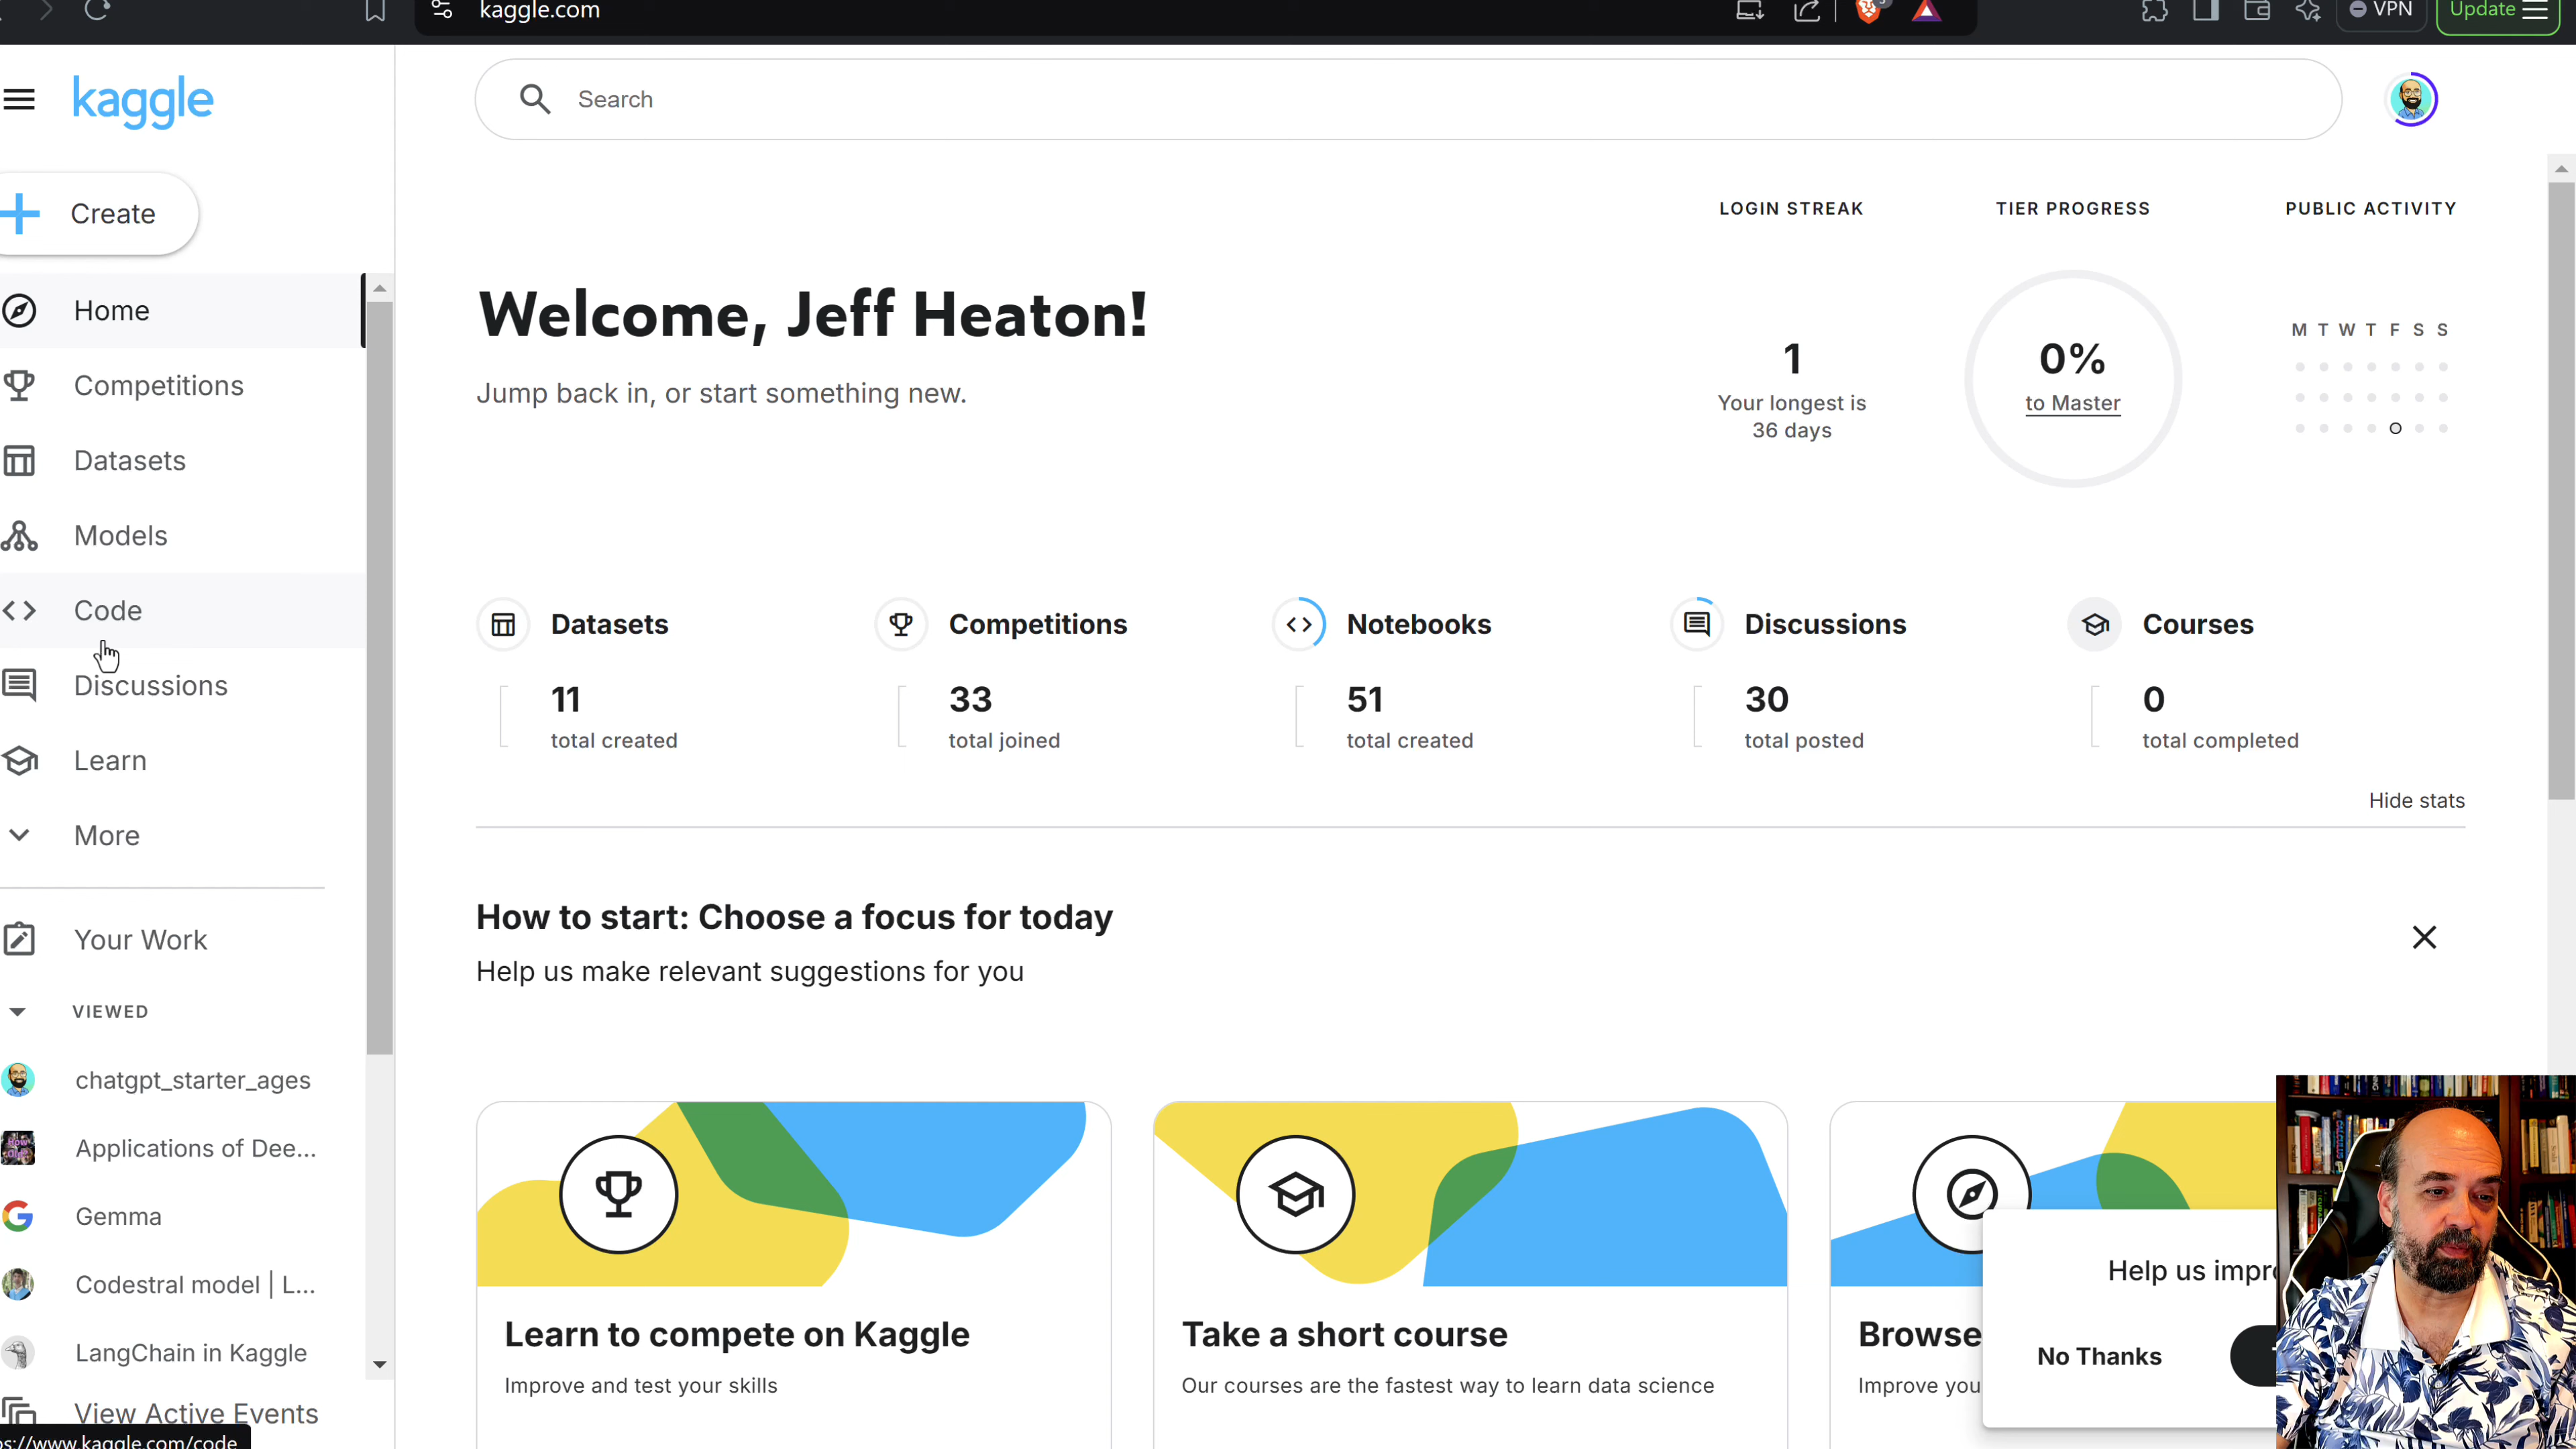 kaggle.com
VPN
Update
kaggle
Search
Create
Home
Competitions
Datasets
Models
Code
Discussions
Learn
More
Your Work
VIEWED
chatgpt_starter_ages
Applications of Dee...
Gemma
Codestral model | L...
LangChain in Kaggle
View Active Events
os://www.kaggle.com/code
LOGIN STREAK
TIER PROGRESS
PUBLIC ACTIVITY
Welcome, Jeff Heaton!
Jump back in, or start something new.
1
Your longest is
36 days
0%
to Master
M T W T F S S
Datasets
11
total created
Competitions
33
total joined
Notebooks
51
total created
Discussions
30
total posted
Courses
0
total completed
Hide stats
How to start: Choose a focus for today
Help us make relevant suggestions for you
Learn to compete on Kaggle
Improve and test your skills
Take a short course
Our courses are the fastest way to learn data science
Browse
Improve you
Help us impr
No Thanks